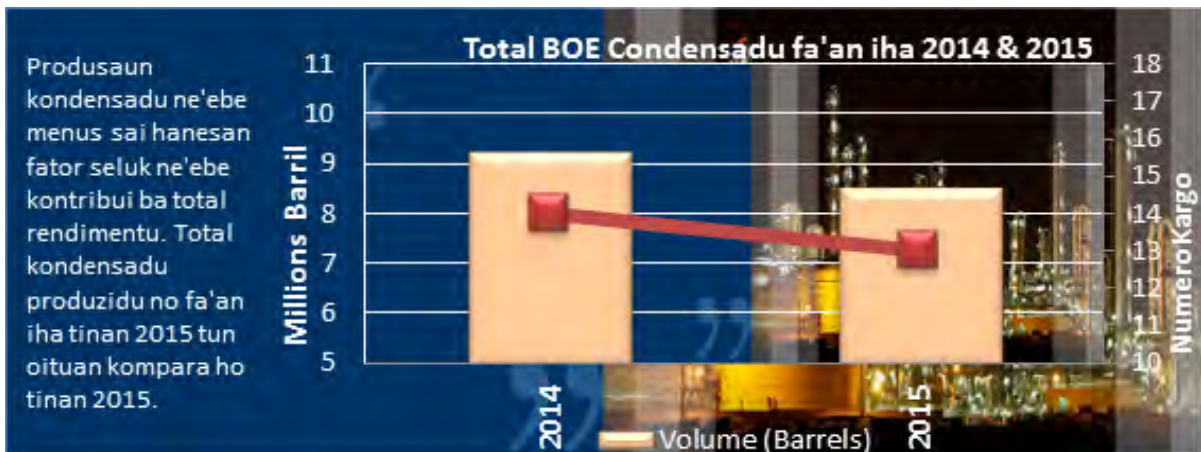 Total BOE Condensadu fa'an iha 2014 & 2015
Produsaun
kondensadu ne'ebe
menus sai hanesan
fator seluk ne'ebe
kontribui ba total
rendimentu. Total
kondensadu
produzidu no fa'an
iha tinan 2015 tun
oituan kompara ho
tinan 2015.
Millions Barril
11
10
9
8
7
6
5
18
17
16
15
14
13
12
11
10
Numero Kargo
2014
2015
Volume (Barrels)